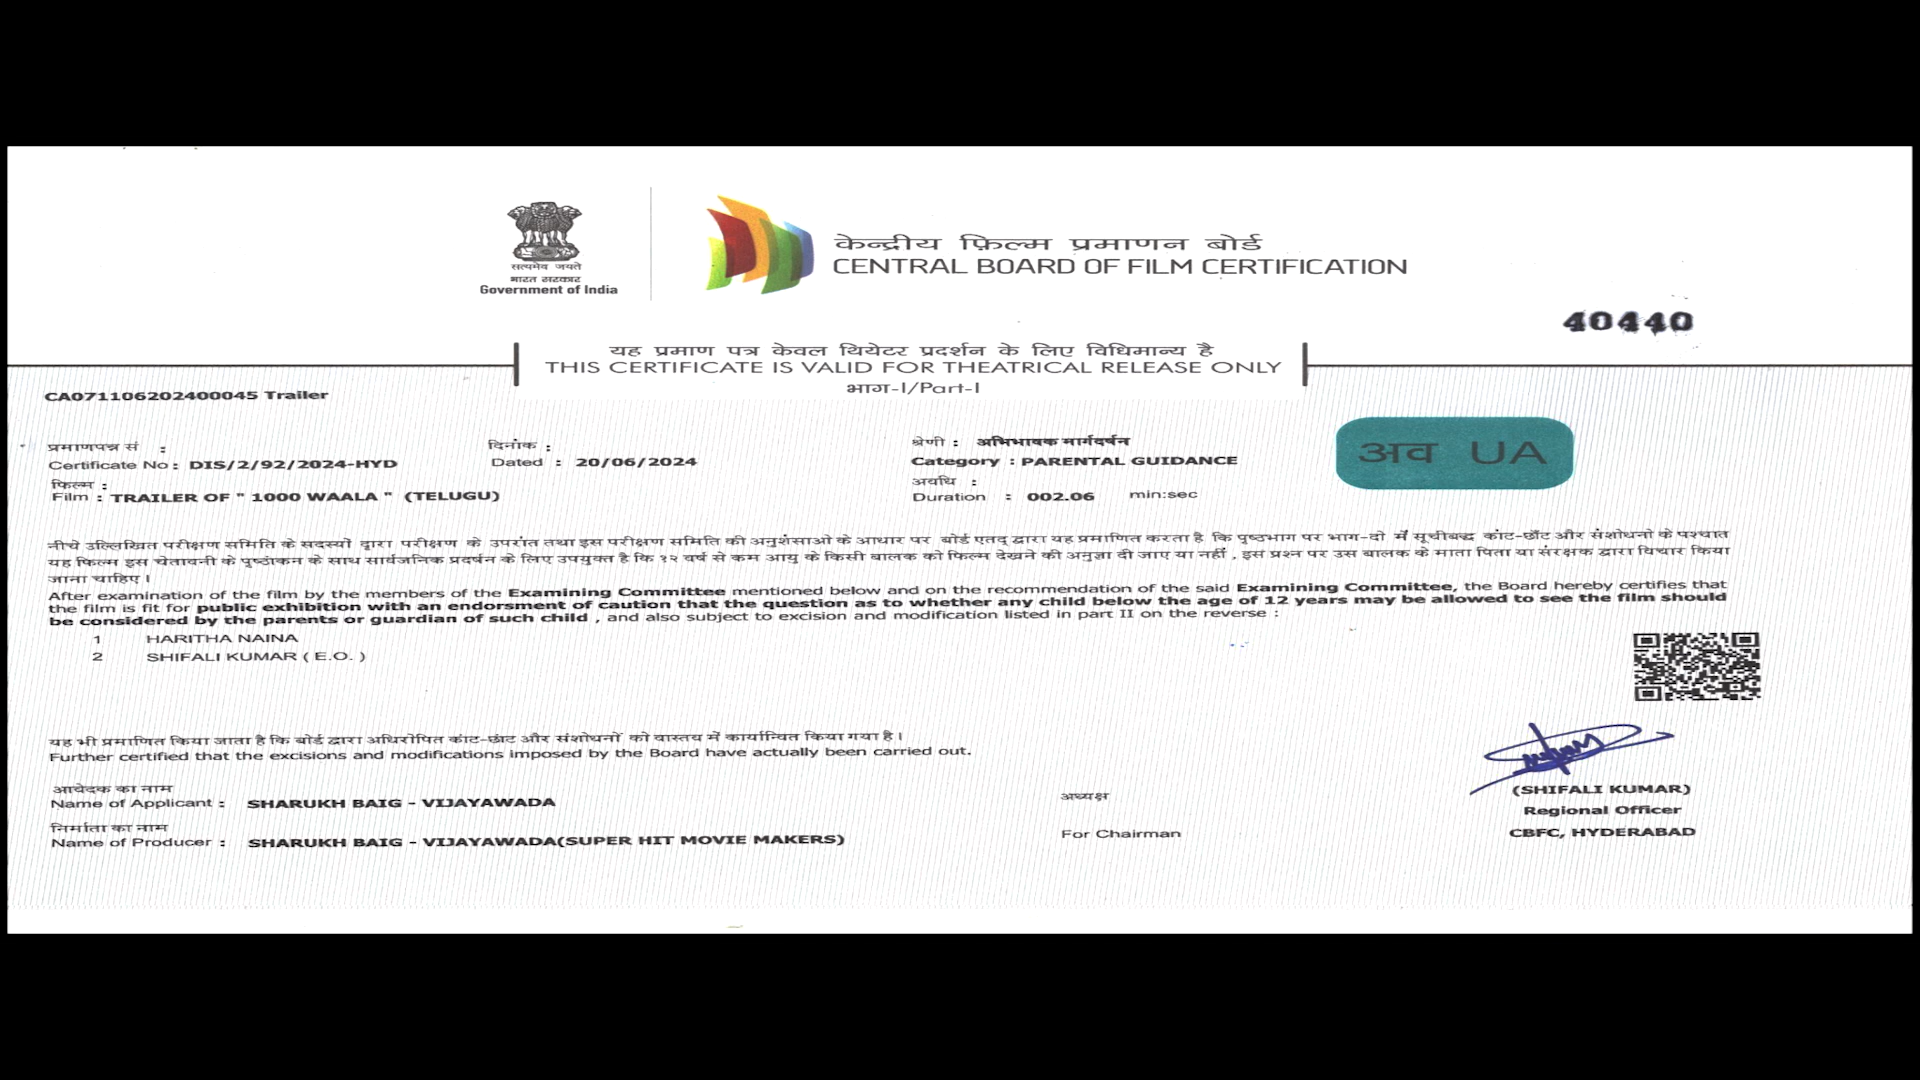 सत्यमेव जयते
भारत सरकार
Government of India
केन्द्रीय फ़िल्म प्रमाणन बोर्ड
CENTRAL BOARD OF FILM CERTIFICATION
40440
यह प्रमाण पत्र केवल थियेटर प्रदर्शन के लिए विधिमान्य है
THIS CERTIFICATE IS VALID FOR THEATRICAL RELEASE ONLY
भाग-I/Part-I
CA071106202400045 Trailer
प्रमाणपत्र सं :
Certificate No : DIS/2/92/2024-HYD
दिनांक :
Dated : 20/06/2024
श्रेणी : अभिभावक मार्गदर्षन
Category : PARENTAL GUIDANCE
अव UA
फिल्म :
Film : TRAILER OF " 1000 WAALA " (TELUGU)
अवधि :
Duration : 002.06 min:sec
नीचे उल्लिखित परीक्षण समिति के सदस्यों द्वारा परीक्षण के उपरांत तथा इस परीक्षण समिति की अनुशंसाओं के आधार पर बोर्ड एतद् द्वारा यह प्रमाणित करता है कि पुष्ठभाग पर भाग-दो में सूचीबद्ध कांट-छाँट और संशोधनो के पश्चात
यह फिल्म इस चेतावनी के पुष्ठांकन के साथ सार्वजनिक प्रदर्षन के लिए उपयुक्त है कि १२ वर्ष से कम आयु के किसी बालक को फिल्म देखने की अनुज्ञा दी जाए या नहीं , इस प्रश्न पर उस बालक के माता पिता या संरक्षक द्वारा विचार किया
जाना चाहिए ।
After examination of the film by the members of the Examining Committee mentioned below and on the recommendation of the said Examining Committee, the Board hereby certifies that
the film is fit for public exhibition with an endorsment of caution that the question as to whether any child below the age of 12 years may be allowed to see the film should
be considered by the parents or guardian of such child , and also subject to excision and modification listed in part II on the reverse :
1 HARITHA NAINA
2 SHIFALI KUMAR ( E.O. )
यह भी प्रमाणित किया जाता है कि बोर्ड द्वारा अधिरोपित कांट-छांट और संशोधनों को वास्तव में कार्यान्वित किया गया है ।
Further certified that the excisions and modifications imposed by the Board have actually been carried out.
आवेदक का नाम
Name of Applicant : SHARUKH BAIG - VIJAYAWADA
निर्माता का नाम
Name of Producer : SHARUKH BAIG - VIJAYAWADA(SUPER HIT MOVIE MAKERS)
अध्यक्ष
For Chairman
(SHIFALI KUMAR)
Regional Officer
CBFC, HYDERABAD